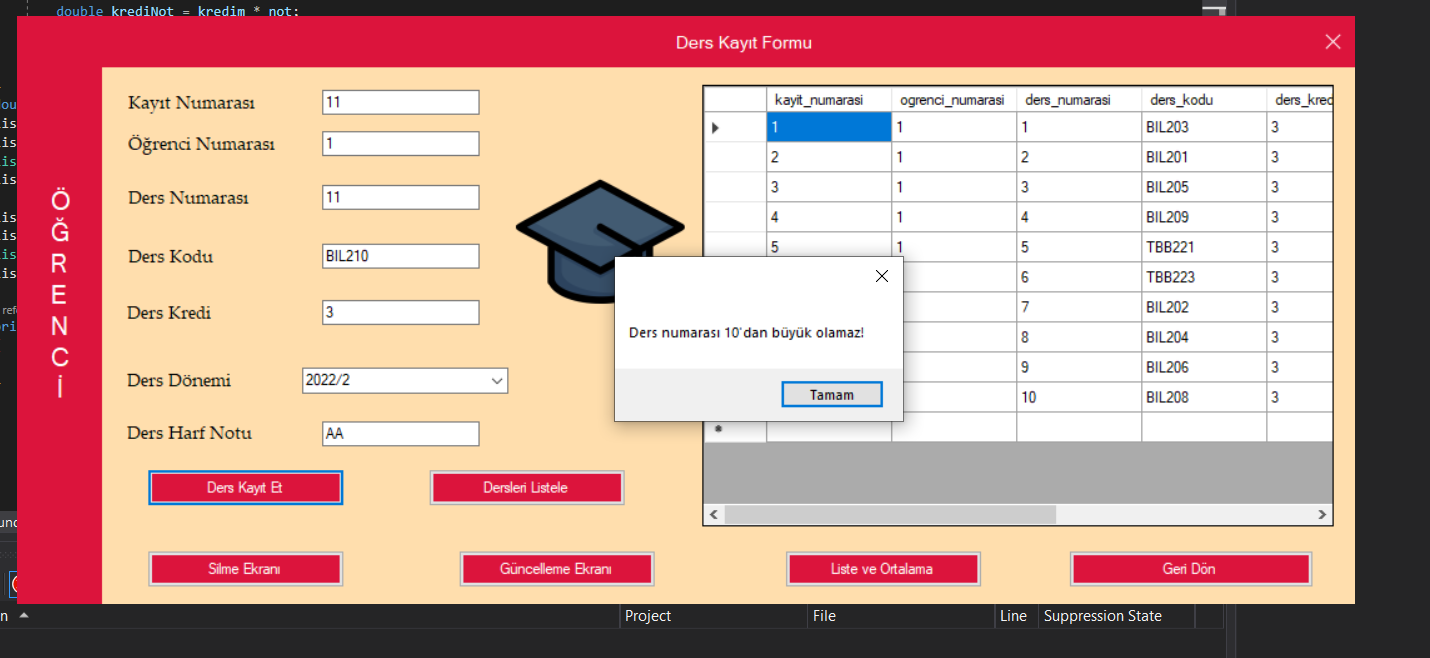 double krediNot = kredim * not;
Ders Kayıt Formu
ÖĞRENCİ
Kayıt Numarası
11
Öğrenci Numarası
1
Ders Numarası
11
Ders Kodu
BIL210
Ders Kredi
3
Ders Dönemi
2022/2
Ders Harf Notu
AA
Ders Kayıt Et
Dersleri Listele
kayit_numarasi ogrenci_numarasi ders_numarasi ders_kodu ders_kred
1 1 1 BIL203 3
2 1 2 BIL201 3
3 1 3 BIL205 3
4 1 4 BIL209 3
5 1 5 TBB221 3
6 TBB223 3
7 BIL202 3
8 BIL204 3
9 BIL206 3
10 BIL208 3
Ders numarası 10'dan büyük olamaz!
Tamam
Silme Ekranı
Güncelleme Ekranı
Liste ve Ortalama
Geri Dön
Project File Line Suppression State